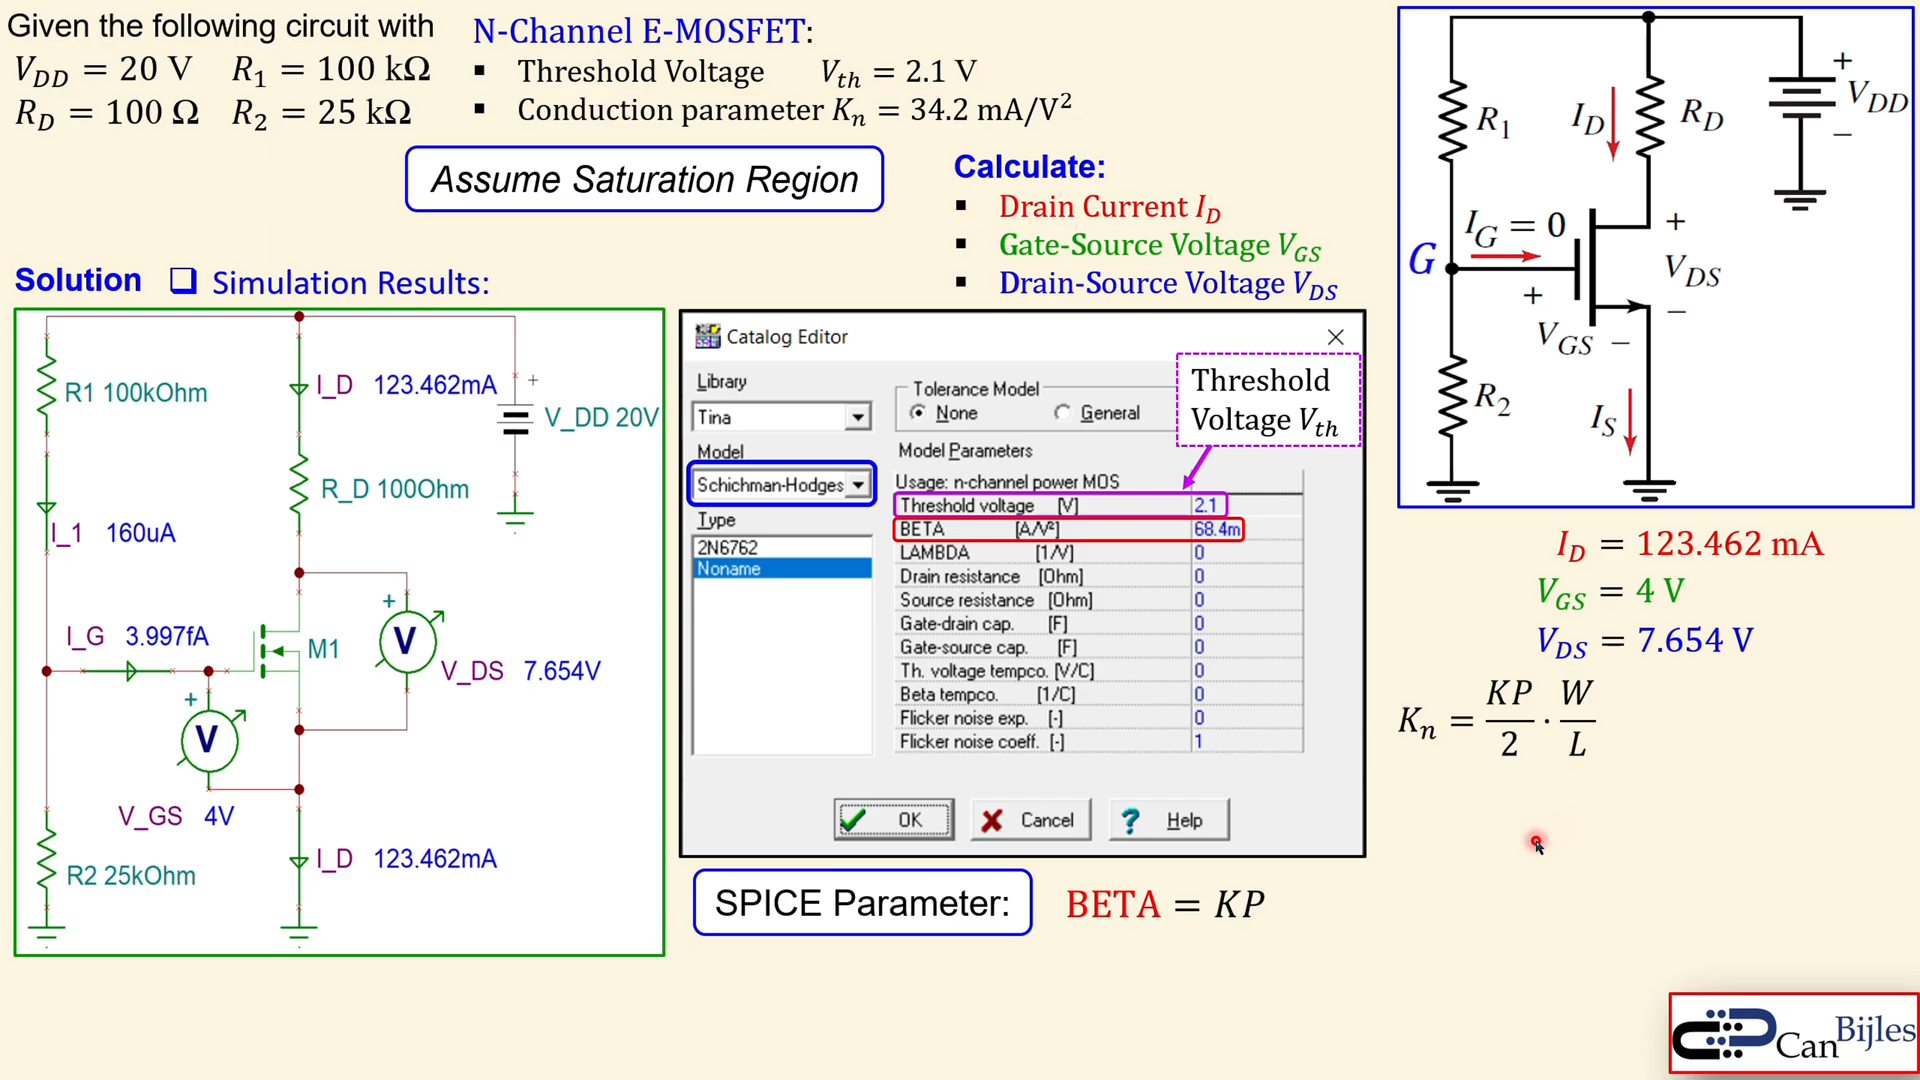 Given the following circuit with
V_DD = 20 V R_1 = 100 kΩ
R_D = 100 Ω R_2 = 25 kΩ
N-Channel E-MOSFET:
▪ Threshold Voltage V_th = 2.1 V
▪ Conduction parameter K_n = 34.2 mA/V²
Assume Saturation Region
Calculate:
▪ Drain Current I_D
▪ Gate-Source Voltage V_GS
▪ Drain-Source Voltage V_DS
Solution ❑ Simulation Results:
I_D 123.462mA
R1 100kOhm
+
V_DD 20V
R_D 100Ohm
I_1 160uA
I_G 3.997fA
M1
+
V
V_DS 7.654V
+
V
V_GS 4V
I_D 123.462mA
R2 25kOhm
Catalog Editor
Library
Tina
Model
Schichman-Hodges
Type
2N6762
Noname
Tolerance Model
None General
Threshold
Voltage V_th
Model Parameters
Usage: n-channel power MOS
Threshold voltage [V] 2.1
BETA [A/V²] 68.4m
LAMBDA [1/V] 0
Drain resistance [Ohm] 0
Source resistance [Ohm] 0
Gate-drain cap. [F] 0
Gate-source cap. [F] 0
Th. voltage tempco. [V/C] 0
Beta tempco. [1/C] 0
Flicker noise exp. [-] 0
Flicker noise coeff. [-] 1
OK Cancel Help
SPICE Parameter: BETA = KP
R_1
I_D
R_D
+
V_DD
−
I_G = 0
G
+
V_DS
−
+
V_GS −
R_2
I_S
I_D = 123.462 mA
V_GS = 4 V
V_DS = 7.654 V
K_n = KP/2 · W/L
CanBijles